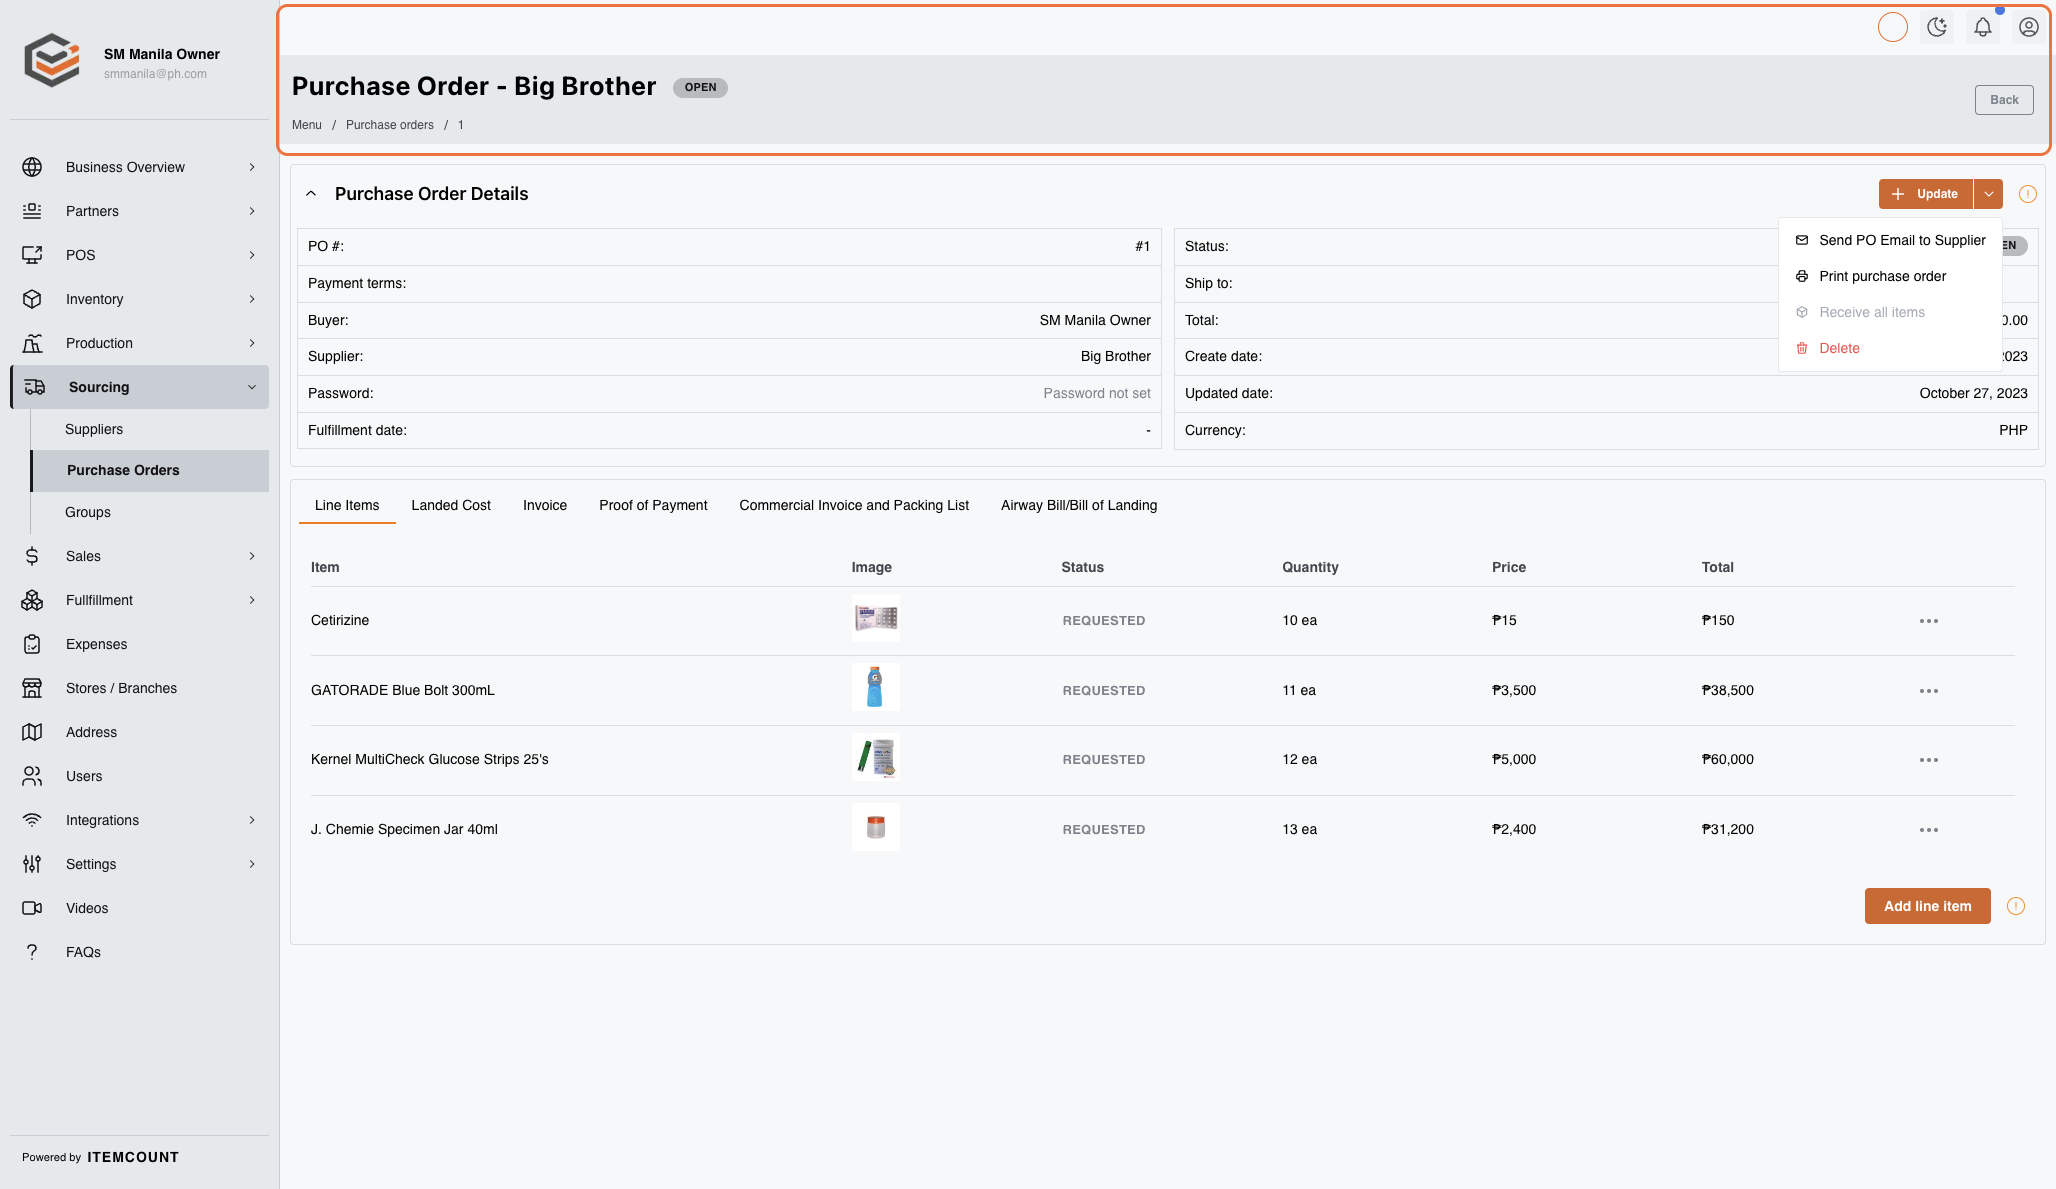 SM Manila Owner
smmanila@ph.com
Business Overview
Partners
POS
Inventory
Production
Sourcing
Suppliers
Purchase Orders
Groups
Sales
Fullfillment
Expenses
Stores / Branches
Address
Users
Integrations
Settings
Videos
? FAQs
Powered by ITEMCOUNT
Purchase Order - Big Brother OPEN
Menu / Purchase orders / 1
Back
Purchase Order Details
+ Update
PO #: #1
Payment terms:
Buyer: SM Manila Owner
Supplier: Big Brother
Password: Password not set
Fulfillment date: -
Status: EN
Ship to:
Total: 0.00
Create date: 2023
Updated date: October 27, 2023
Currency: PHP
Send PO Email to Supplier
Print purchase order
Receive all items
Delete
Line Items Landed Cost Invoice Proof of Payment Commercial Invoice and Packing List Airway Bill/Bill of Landing
Item Image Status Quantity Price Total
Cetirizine REQUESTED 10 ea ₱15 ₱150
GATORADE Blue Bolt 300mL REQUESTED 11 ea ₱3,500 ₱38,500
Kernel MultiCheck Glucose Strips 25's REQUESTED 12 ea ₱5,000 ₱60,000
J. Chemie Specimen Jar 40ml REQUESTED 13 ea ₱2,400 ₱31,200
Add line item